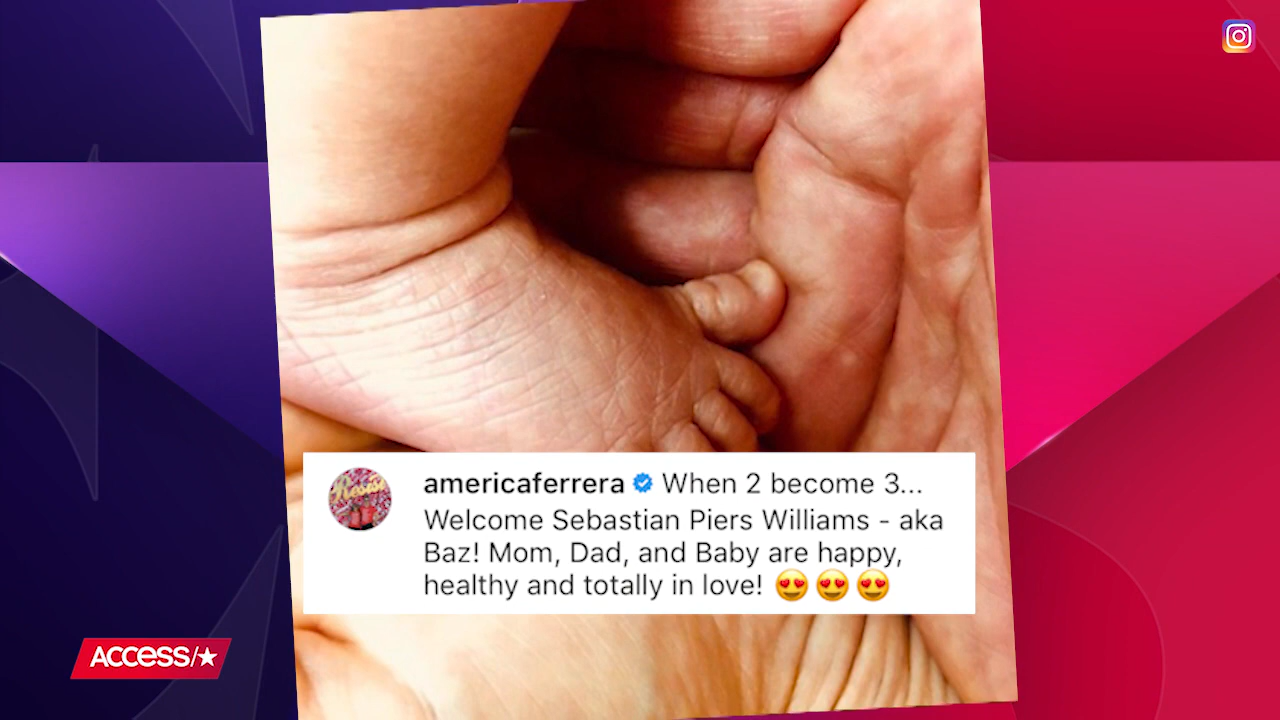 americaferrera When 2 become 3...
Welcome Sebastian Piers Williams - aka
Baz! Mom, Dad, and Baby are happy,
healthy and totally in love! 😍 😍 😍
Resist
ACCESS